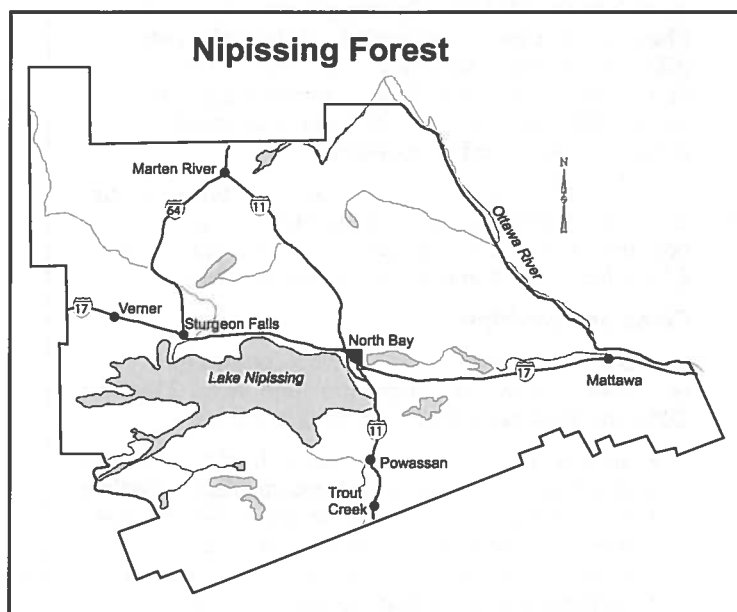 Nipissing Forest
Marten River
64
11
N
Ottawa River
17
Verner
Sturgeon Falls
North Bay
Lake Nipissing
17
Mattawa
11
Powassan
Trout
Creek